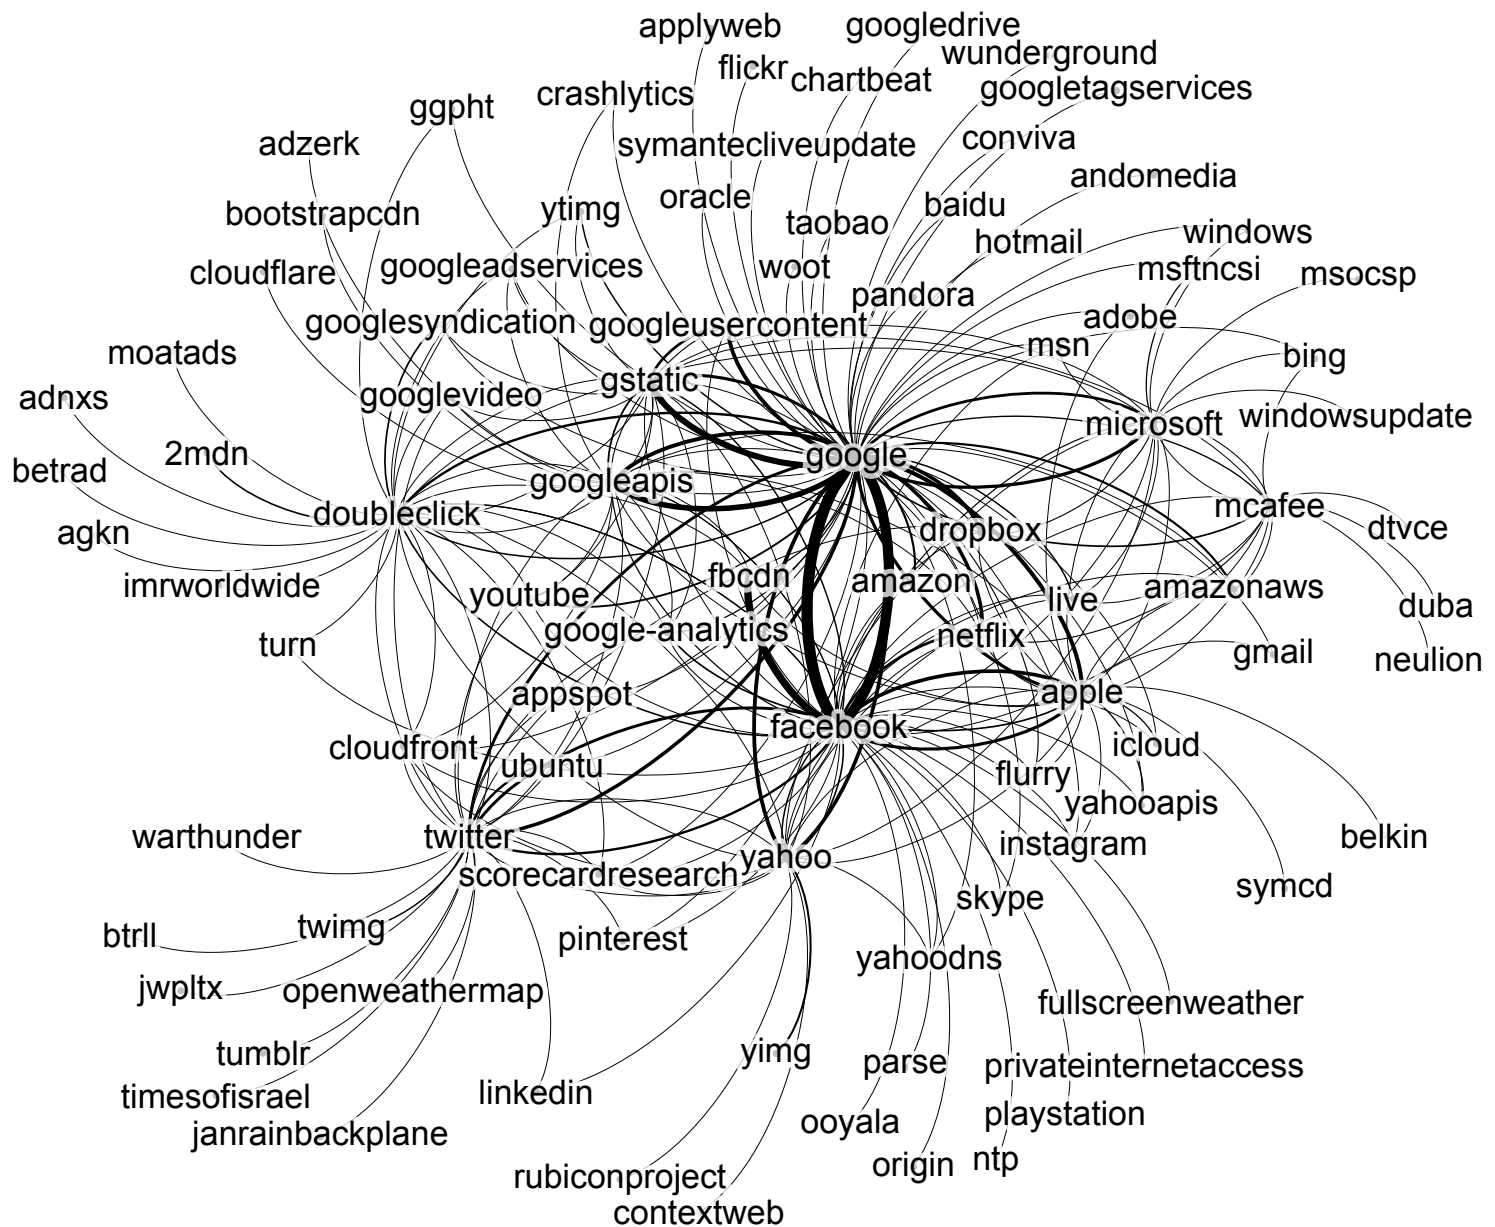 applyweb
googledrive
wunderground
flickr
chartbeat
googletagservices
crashlytics
ggpht
conviva
adzerk
symantecliveupdate
andomedia
oracle
baidu
ytimg
bootstrapcdn
taobao
windows
hotmail
googleadservices
woot
msftncsi
cloudflare
msocsp
pandora
adobe
googlesyndication
googleusercontent
msn
moatads
bing
gstatic
googlevideo
adnxs
windowsupdate
microsoft
2mdn
google
betrad
googleapis
mcafee
doubleclick
dropbox
dtvce
agkn
fbcdn
amazon
imrworldwide
youtube
live
amazonaws
duba
google-analytics
netflix
turn
gmail
neulion
appspot
apple
facebook
cloudfront
icloud
ubuntu
flurry
yahooapis
warthunder
twitter
belkin
instagram
yahoo
scorecardresearch
symcd
skype
twimg
btrll
pinterest
yahoodns
jwpltx
openweathermap
fullscreenweather
tumblr
yimg
parse
privateinternetaccess
timesofisrael
linkedin
playstation
janrainbackplane
ooyala
origin
ntp
rubiconproject
contextweb